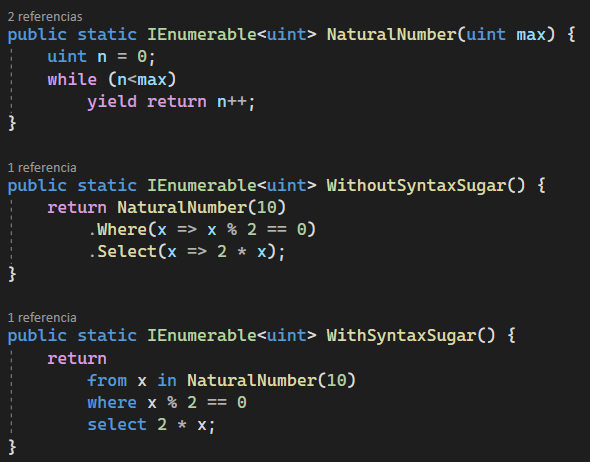 2 referencias
public static IEnumerable<uint> NaturalNumber(uint max) {
uint n = 0;
while (n<max)
yield return n++;
}
1 referencia
public static IEnumerable<uint> WithoutSyntaxSugar() {
return NaturalNumber(10)
.Where(x => x % 2 == 0)
.Select(x => 2 * x);
}
1 referencia
public static IEnumerable<uint> WithSyntaxSugar() {
return
from x in NaturalNumber(10)
where x % 2 == 0
select 2 * x;
}